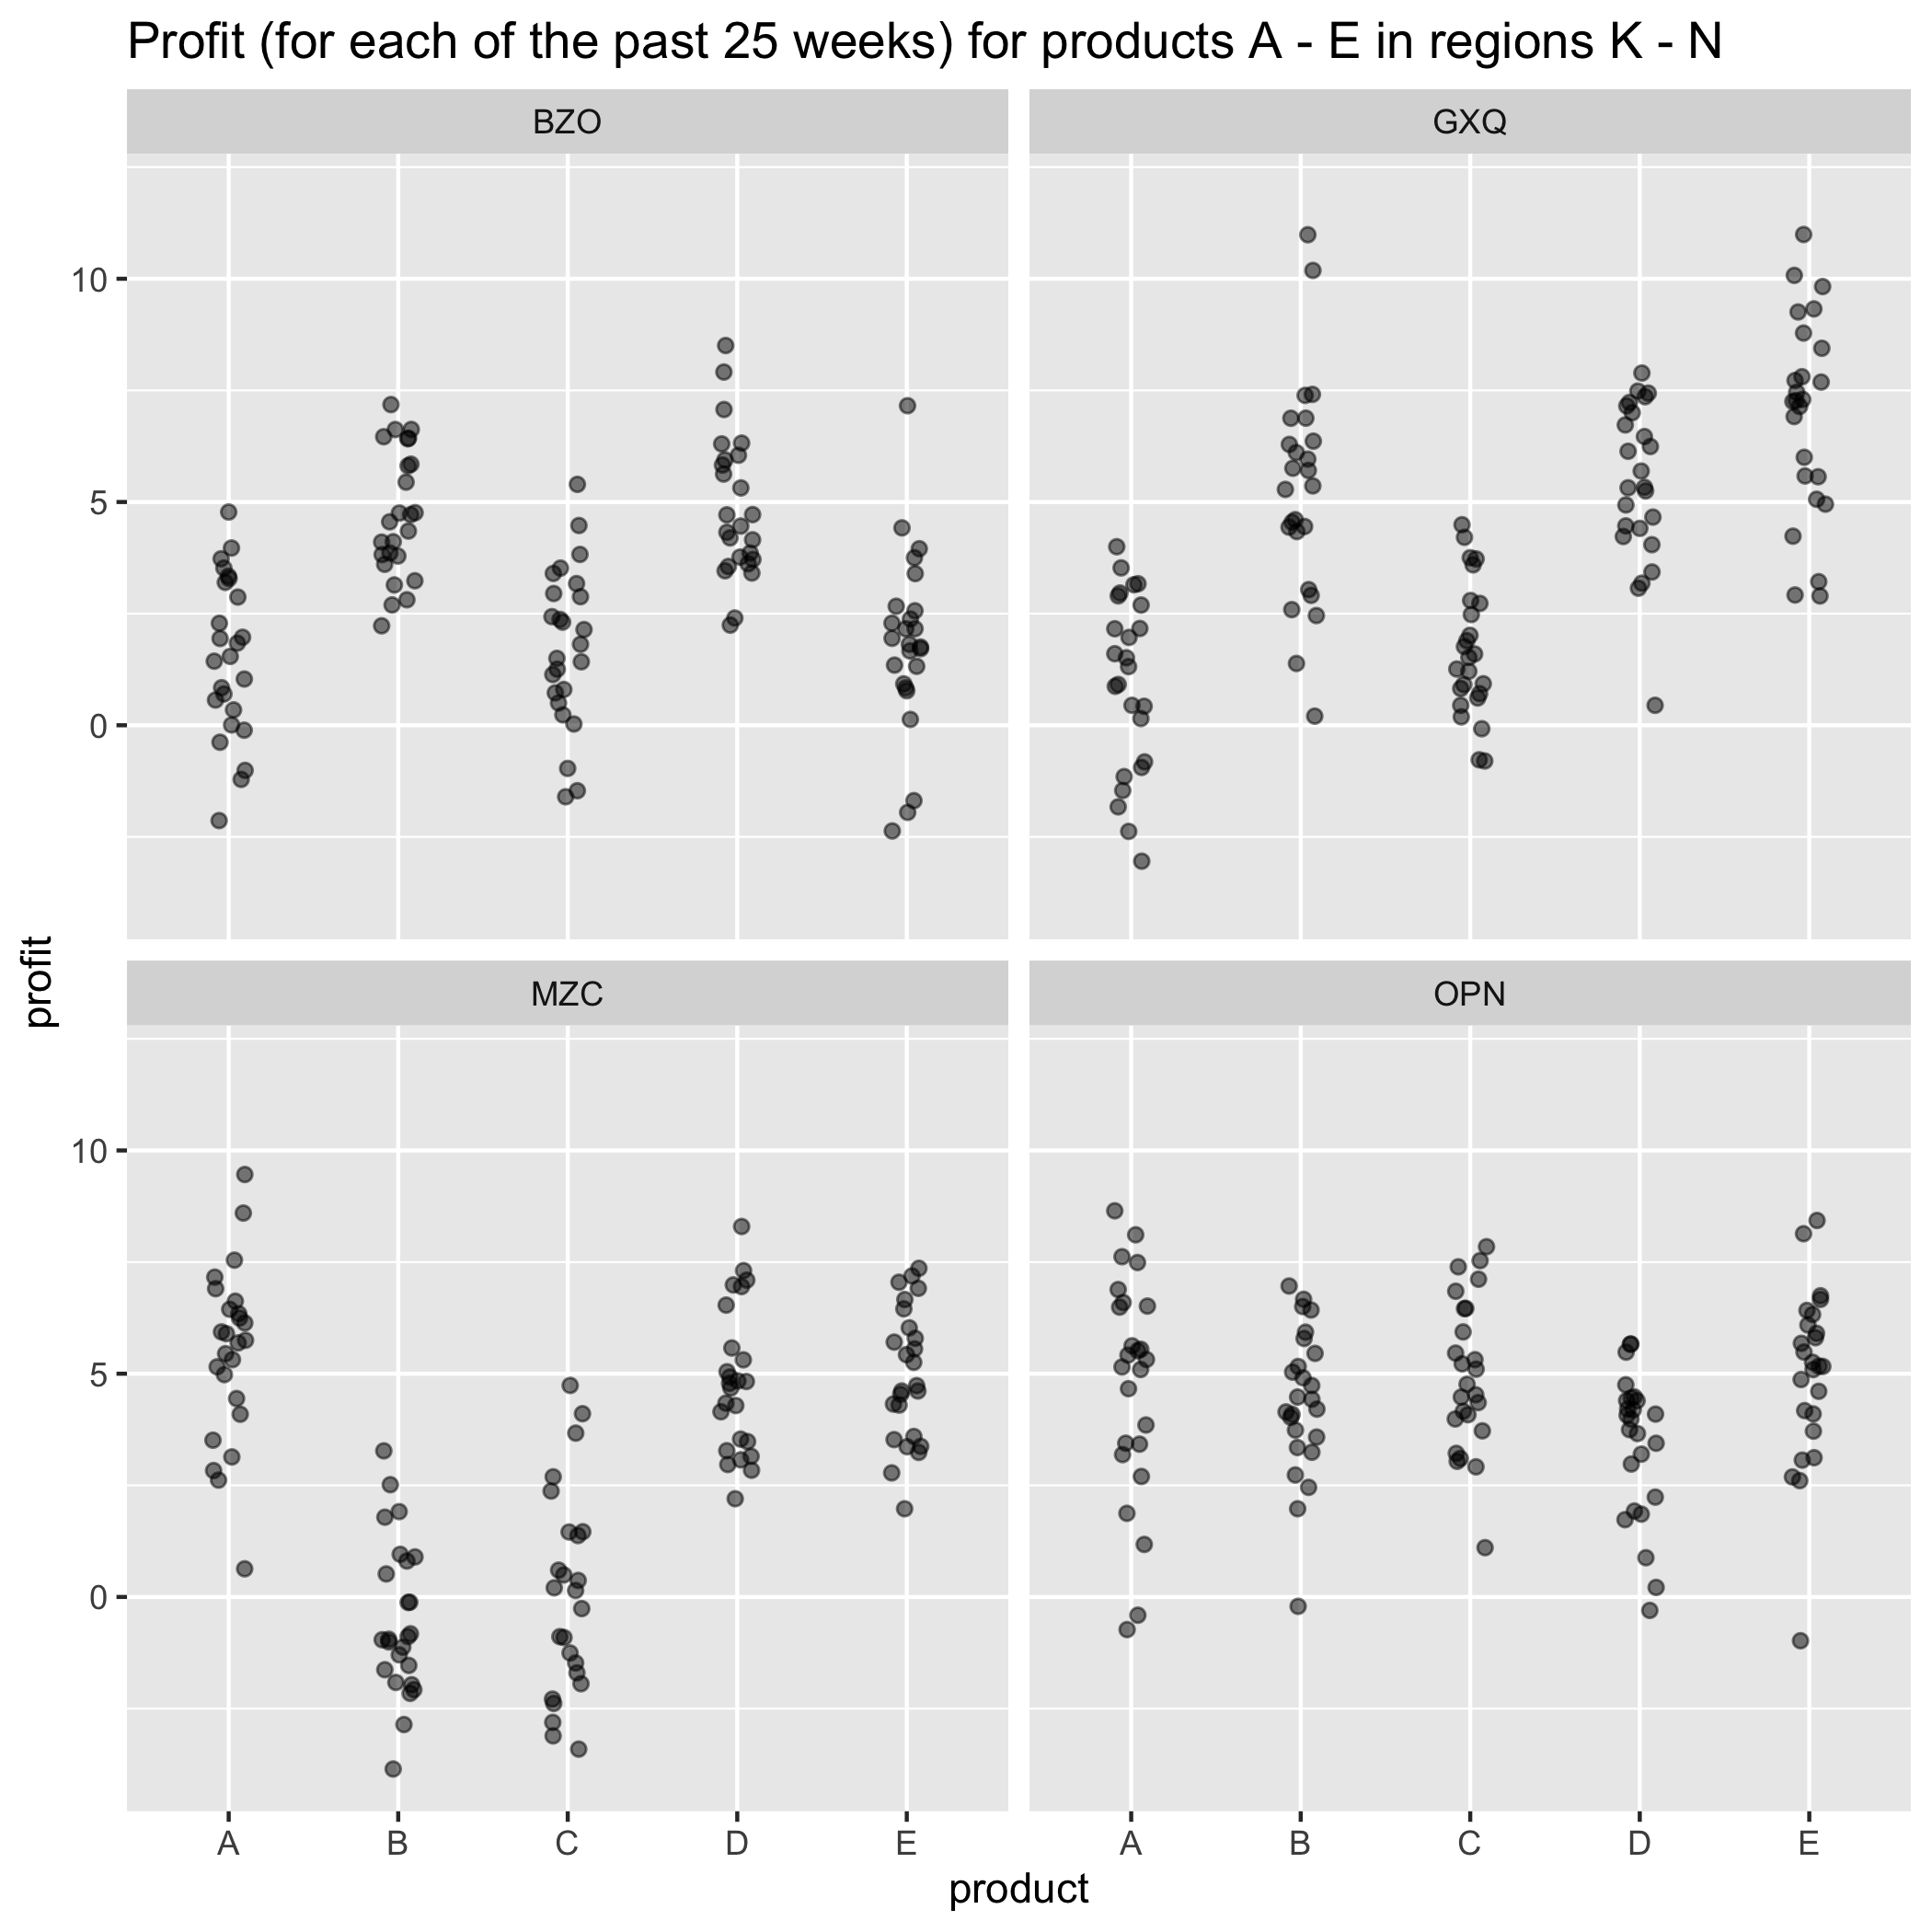 Profit (for each of the past 25 weeks) for products A - E in regions K - N
BZO
GXQ
10
5
0
profit
MZC
OPN
10
5
0
A B C D E
A B C D E
product